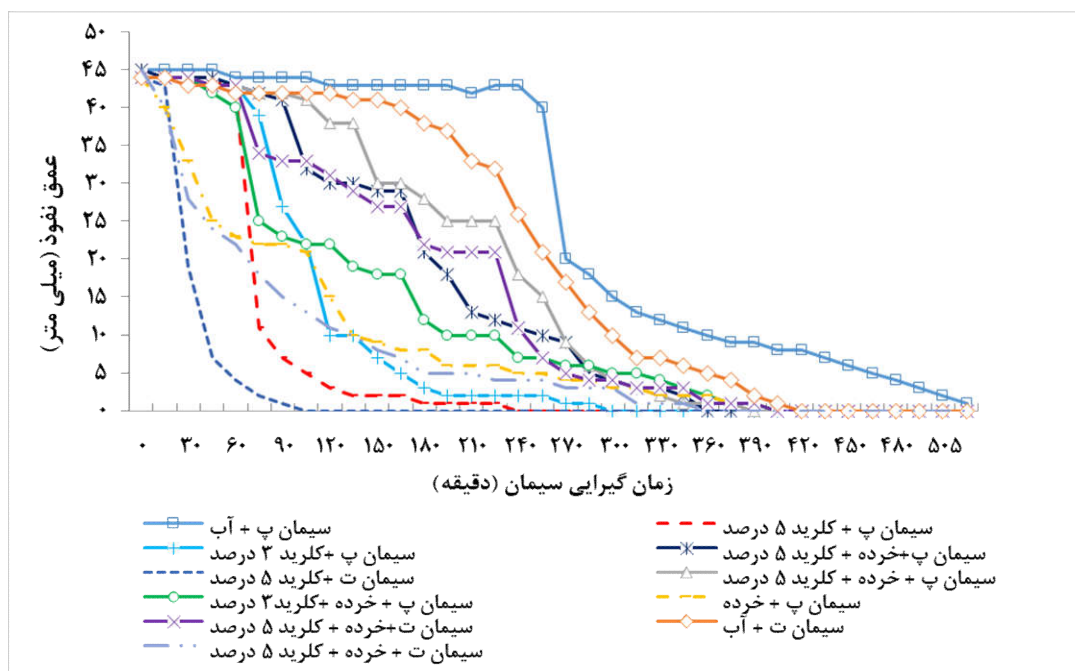 ۵۰
۴۵
۴۰
۳۵
۳۰
۲۵
۲۰
۱۵
۱۰
۵
۰
عمق نفوذ (میلی متر)
۰ ۳۰ ۶۰ ۹۰ ۱۲۰ ۱۵۰ ۱۸۰ ۲۱۰ ۲۴۰ ۲۷۰ ۳۰۰ ۳۳۰ ۳۶۰ ۳۹۰ ۴۲۰ ۴۵۰ ۴۸۰ ۵۰۵
زمان گیرایی سیمان (دقیقه)
سیمان پ + آب
سیمان پ + کلرید ۵ درصد
سیمان پ +کلرید ۳ درصد
سیمان پ+خرده + کلرید ۵ درصد
سیمان ت +کلرید ۵ درصد
سیمان پ + خرده + کلرید ۵ درصد
سیمان پ + خرده +کلرید۳ درصد
سیمان پ + خرده
سیمان ت+خرده + کلرید ۵ درصد
سیمان ت + آب
سیمان ت + خرده + کلرید ۵ درصد